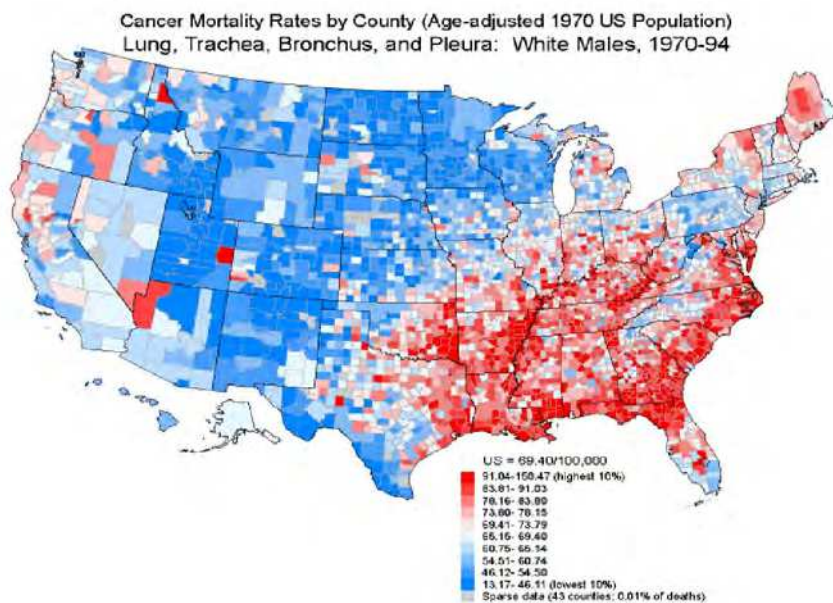 Cancer Mortality Rates by County (Age-adjusted 1970 US Population)
Lung, Trachea, Bronchus, and Pleura: White Males, 1970-94
US = 69.40/100,000
91.04-150.47 (highest 10%)
83.81- 91.03
78.16- 83.80
73.80- 78.15
69.41- 73.79
65.15- 69.40
60.75- 65.14
54.51- 60.74
46.12- 54.50
13.17- 46.11 (lowest 10%)
Sparse data (43 counties; 0.01% of deaths)